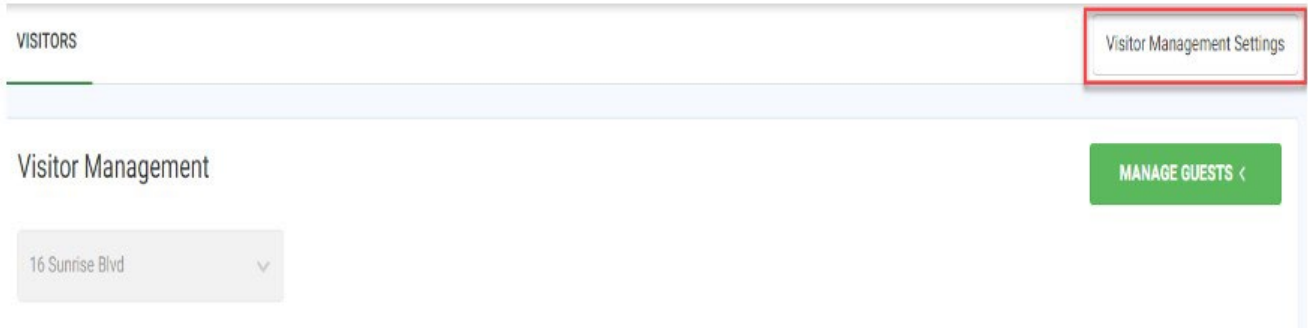 VISITORS
Visitor Management Settings
Visitor Management
MANAGE GUESTS <
16 Sunrise Blvd